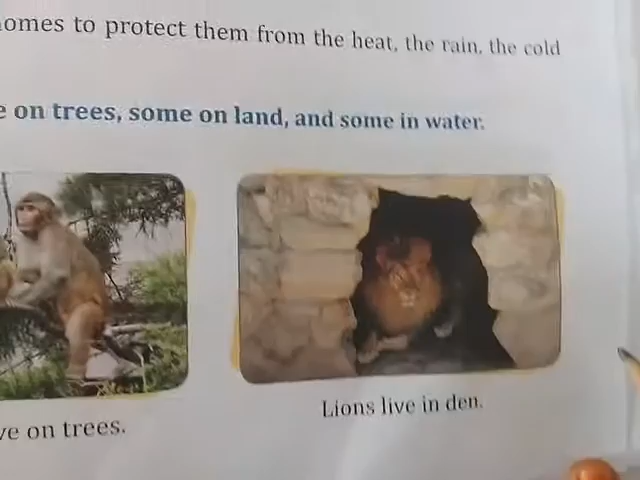 omes to protect them from the heat, the rain, the cold
e on trees, some on land, and some in water.
ve on trees.
Lions live in den.